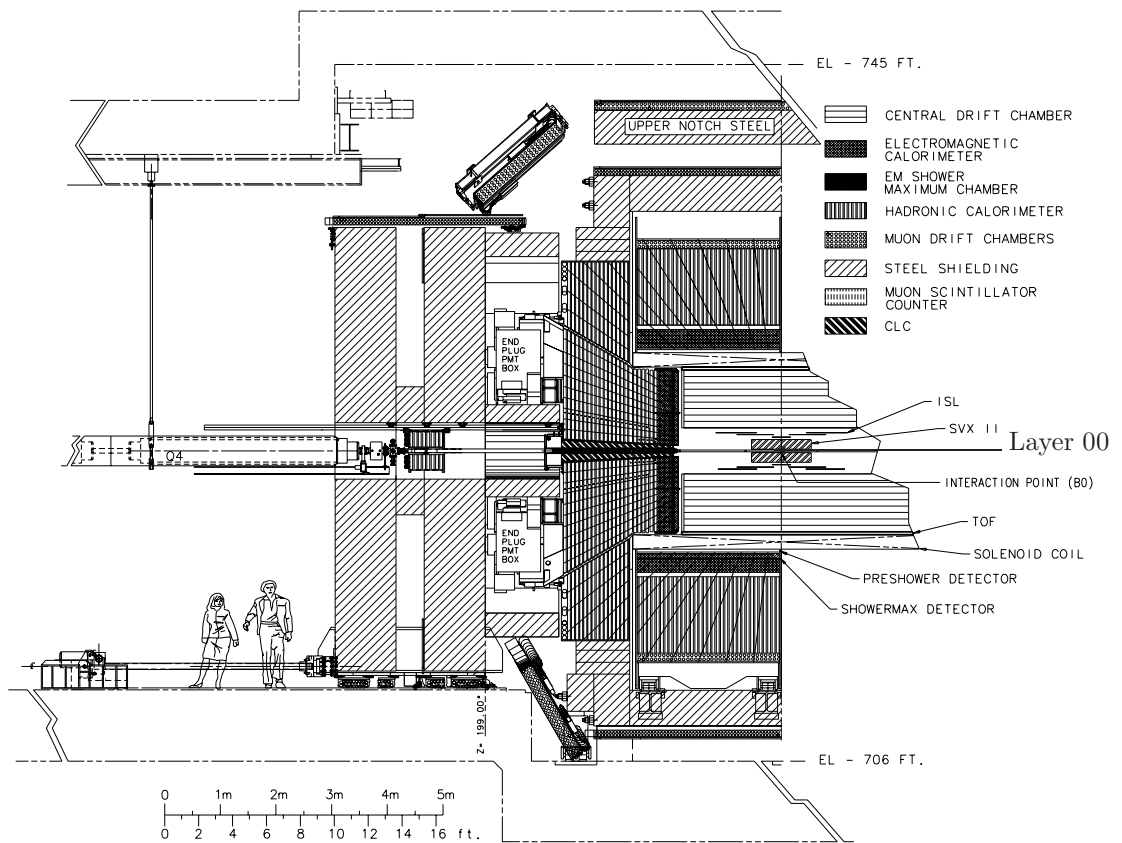 EL - 745 FT.
UPPER NOTCH STEEL
CENTRAL DRIFT CHAMBER
ELECTROMAGNETIC
CALORIMETER
EM SHOWER
MAXIMUM CHAMBER
HADRONIC CALORIMETER
MUON DRIFT CHAMBERS
STEEL SHIELDING
MUON SCINTILLATOR
COUNTER
CLC
END
PLUG
PMT
BOX
ISL
SVX II
Layer 00
Q4
INTERACTION POINT (B0)
TOF
END
PLUG
PMT
BOX
SOLENOID COIL
PRESHOWER DETECTOR
SHOWERMAX DETECTOR
Z= 199.00"
EL - 706 FT.
0 1m 2m 3m 4m 5m
0 2 4 6 8 10 12 14 16 ft.